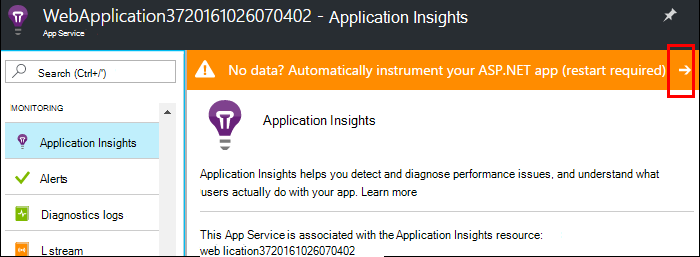 WebApplication3720161026070402 - Application Insights
App Service
Search (Ctrl+/')
No data? Automatically instrument your ASP.NET app (restart required)
MONITORING
Application Insights
Application Insights
Alerts
Application Insights helps you detect and diagnose performance issues, and understand what
users actually do with your app. Learn more
Diagnostics logs
This App Service is associated with the Application Insights resource:
L stream
web lication3720161026070402